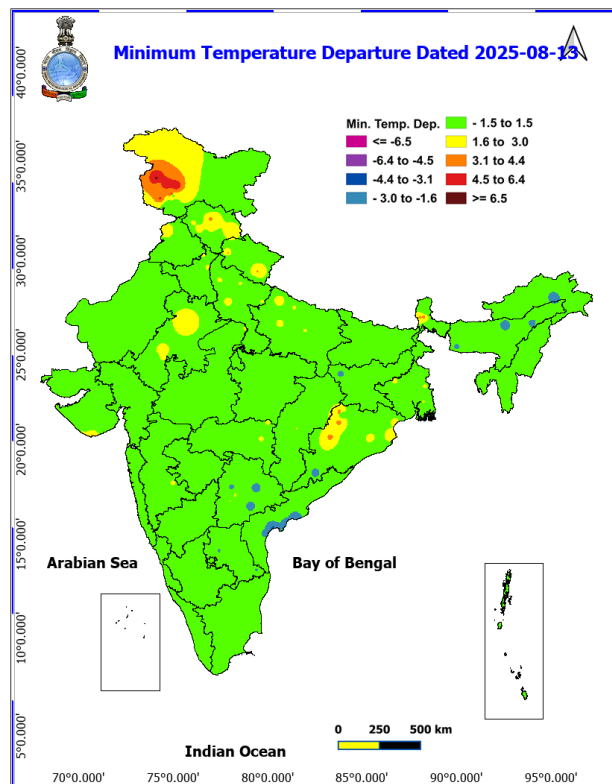 Minimum Temperature Departure Dated 2025-08-13
Min. Temp. Dep.
<= -6.5
-6.4 to -4.5
-4.4 to -3.1
- 3.0 to -1.6
- 1.5 to 1.5
1.6 to 3.0
3.1 to 4.4
4.5 to 6.4
>= 6.5
40°0.000'
35°0.000'
30°0.000'
25°0.000'
20°0.000'
15°0.000'
10°0.000'
5°0.000'
Arabian Sea
Bay of Bengal
0 250 500 km
Indian Ocean
70°0.000' 75°0.000' 80°0.000' 85°0.000' 90°0.000' 95°0.000'